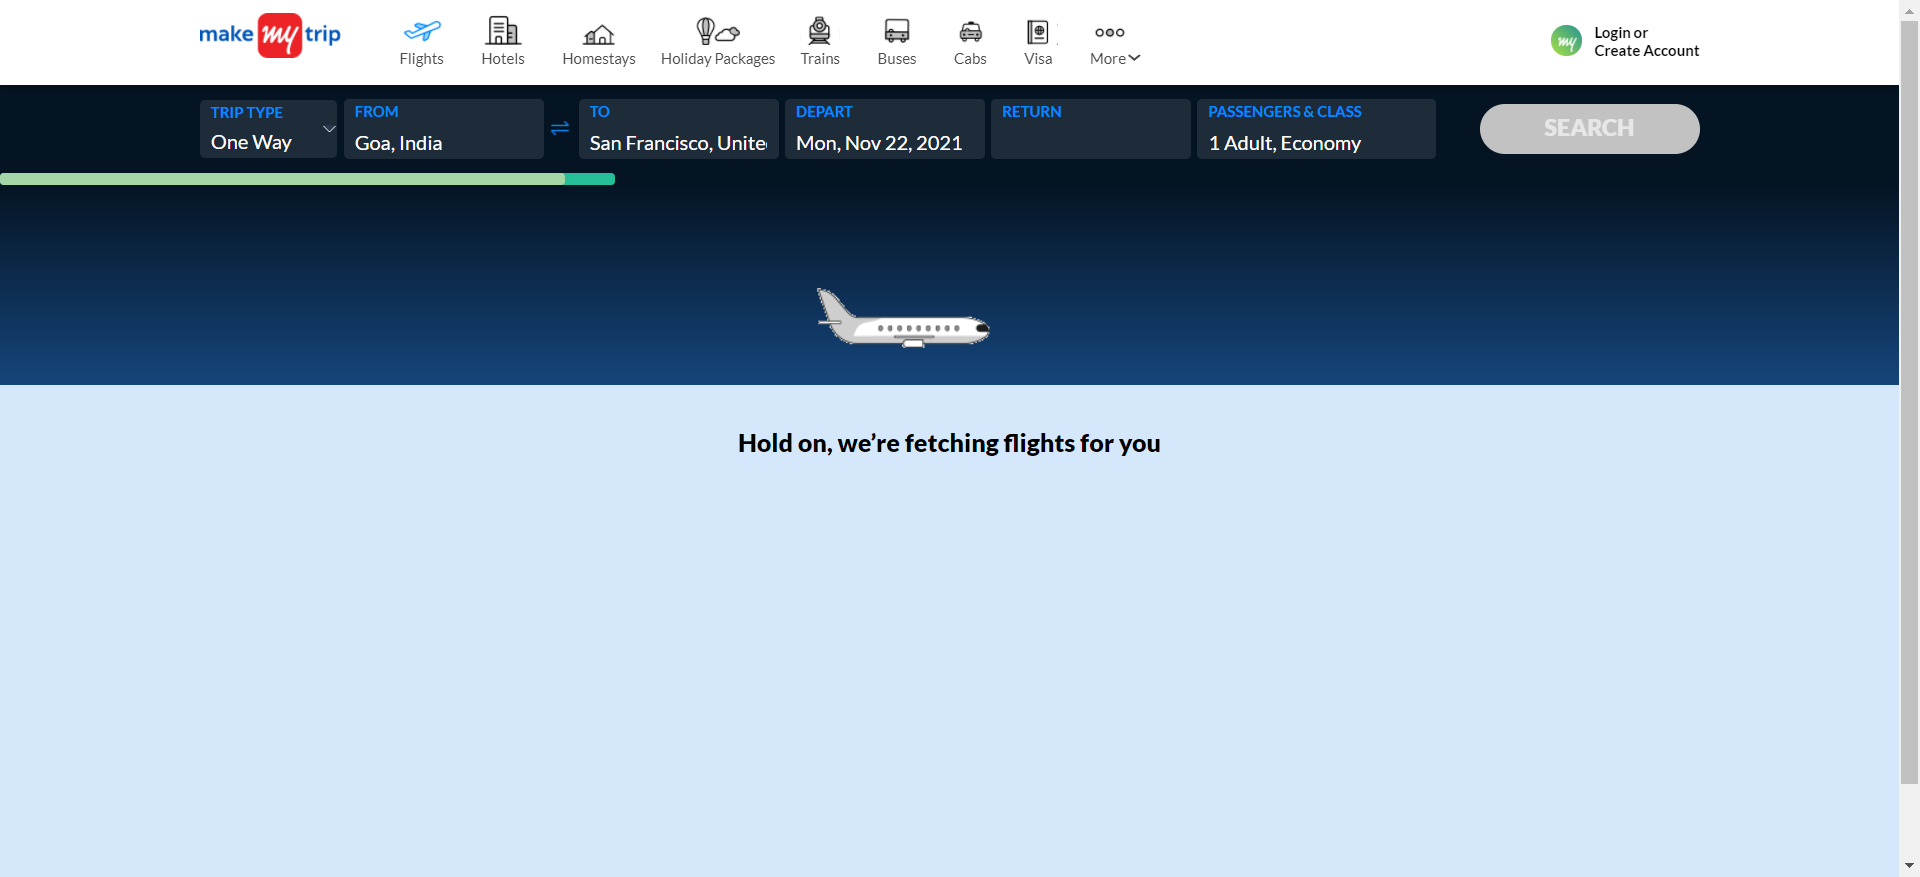 make my trip
Flights
Hotels
Homestays
Holiday Packages
Trains
Buses
Cabs
Visa
More
my
Login or
Create Account
TRIP TYPE
One Way
FROM
Goa, India
TO
San Francisco, Unite
DEPART
Mon, Nov 22, 2021
RETURN
PASSENGERS & CLASS
1 Adult, Economy
SEARCH
Hold on, we’re fetching flights for you